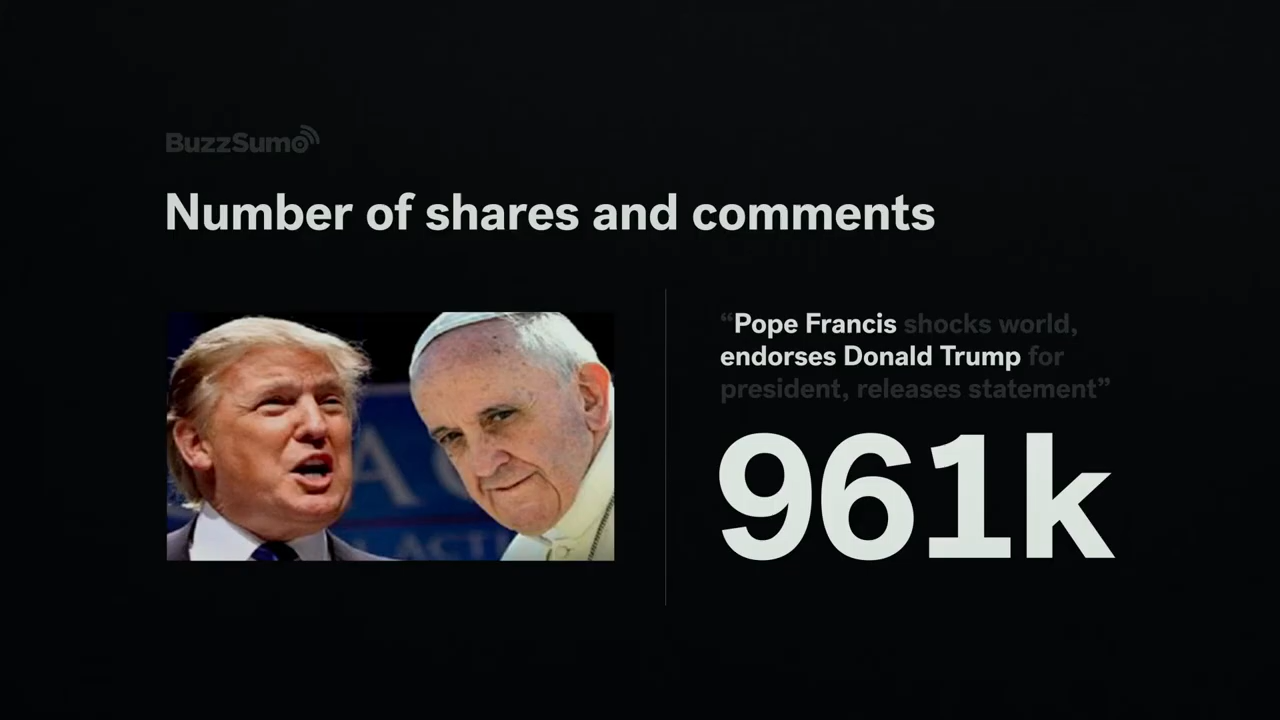 BuzzSumo
Number of shares and comments
“Pope Francis shocks world,
endorses Donald Trump for
president, releases statement”
961k